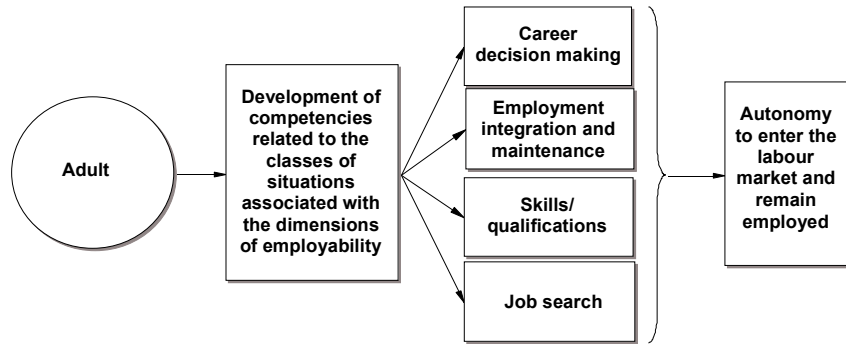 Adult
Development of
competencies
related to the
classes of
situations
associated with
the dimensions
of employability
Career
decision making
Employment
integration and
maintenance
Skills/
qualifications
Job search
Autonomy
to enter the
labour
market and
remain
employed